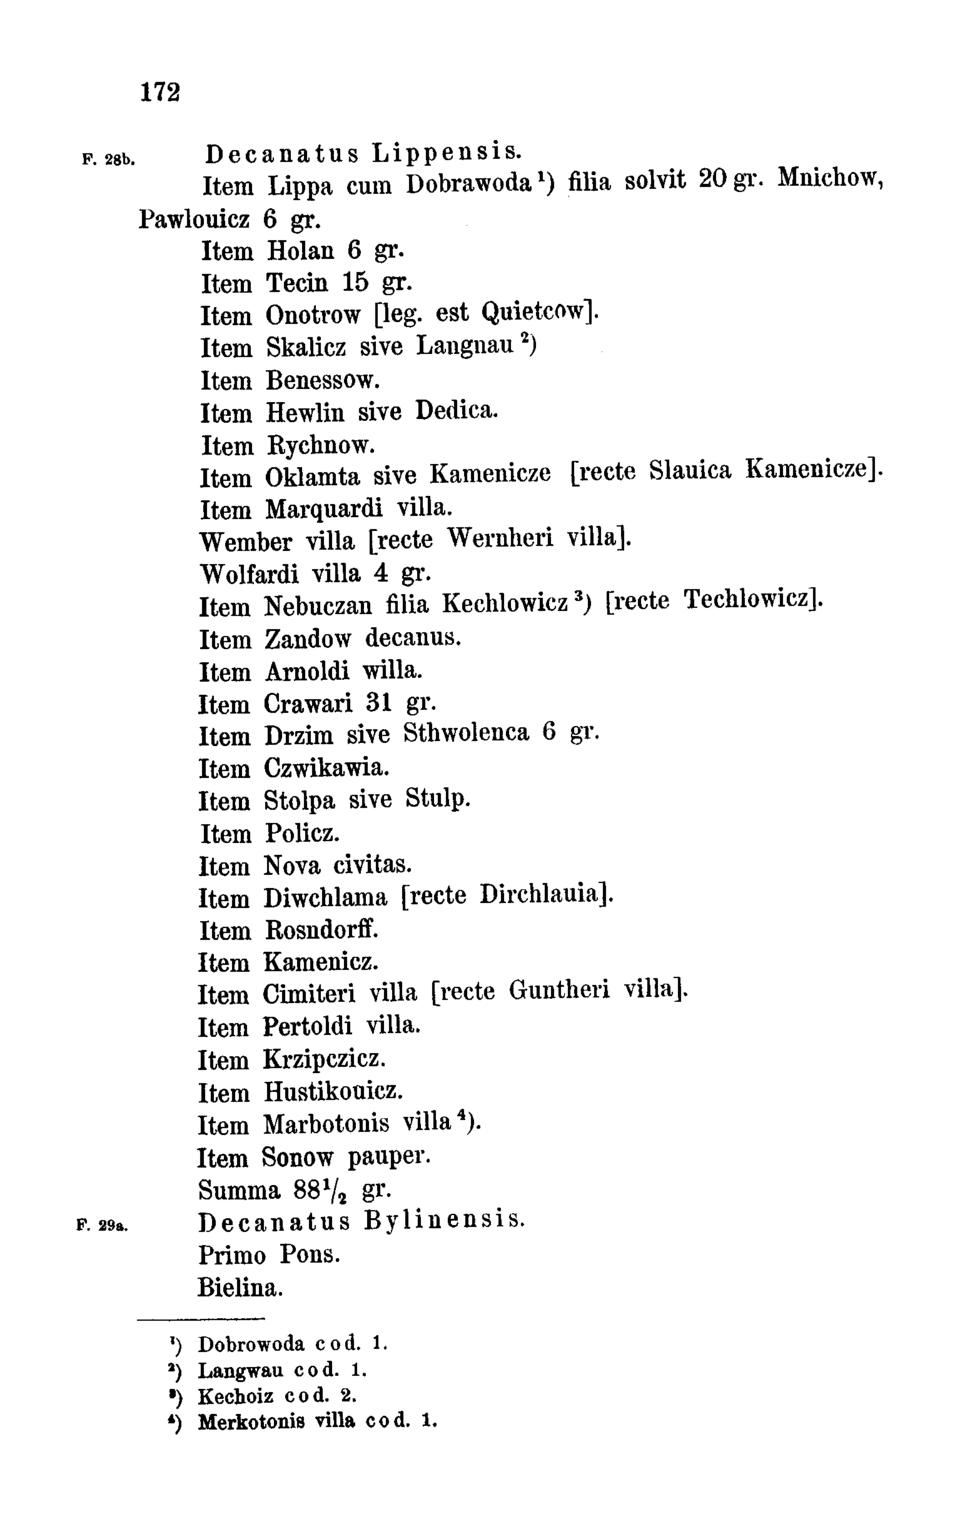 172
F. 28b. Decanatus Lippensis.
Item Lippa cum Dobrawoda ¹) filia solvit 20 gr. Mnichow,
Pawlouicz 6 gr.
Item Holan 6 gr.
Item Tecin 15 gr.
Item Onotrow [leg. est Quietcow].
Item Skalicz sive Langnau ²)
Item Benessow.
Item Hewlin sive Dedica.
Item Rychnow.
Item Oklamta sive Kamenicze [recte Slauica Kamenicze].
Item Marquardi villa.
Wember villa [recte Wernheri villa].
Wolfardi villa 4 gr.
Item Nebuczan filia Kechlowicz ³) [recte Techlowicz].
Item Zandow decanus.
Item Arnoldi willa.
Item Crawari 31 gr.
Item Drzim sive Sthwolenca 6 gr.
Item Czwikawia.
Item Stolpa sive Stulp.
Item Policz.
Item Nova civitas.
Item Diwchlama [recte Dirchlauia].
Item Rosndorff.
Item Kamenicz.
Item Cimiteri villa [recte Guntheri villa].
Item Pertoldi villa.
Item Krzipczicz.
Item Hustikouicz.
Item Marbotonis villa ⁴).
Item Sonow pauper.
Summa 88¹/₂ gr.
F. 29a. Decanatus Bylinensis.
Primo Pons.
Bielina.
¹) Dobrowoda cod. 1.
²) Langwau cod. 1.
³) Kechoiz cod. 2.
⁴) Merkotonis villa cod. 1.